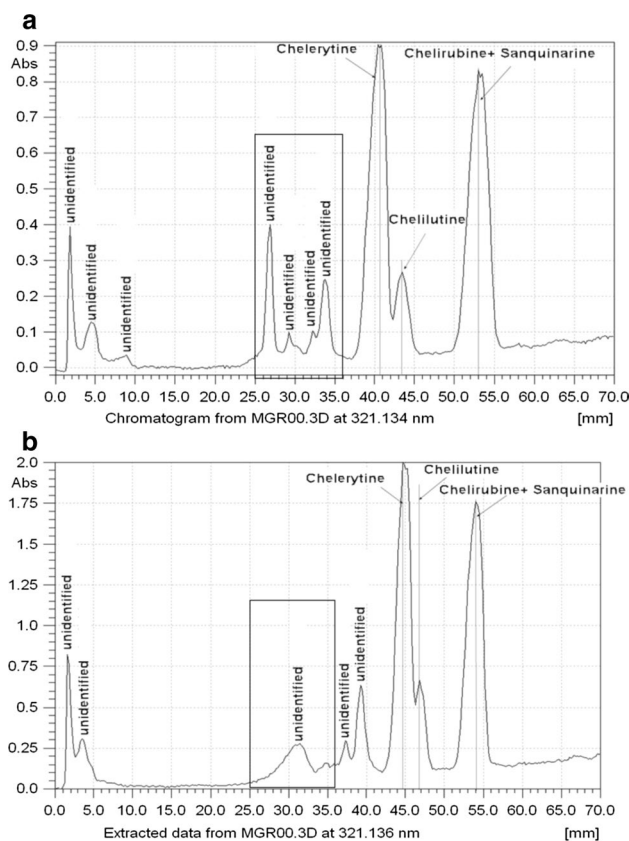 a
0.9
Abs
0.8
0.7
0.6
0.5
0.4
0.3
0.2
0.1
0.0
Chelerytine
Chelirubine+ Sanquinarine
Chelilutine
unidentified
unidentified
unidentified
unidentified
unidentified
unidentified
unidentified
0.0 5.0 10.0 15.0 20.0 25.0 30.0 35.0 40.0 45.0 50.0 55.0 60.0 65.0 70.0
Chromatogram from MGR00.3D at 321.134 nm [mm]
b
2.0
Abs
1.75
1.5
1.25
1.0
0.75
0.5
0.25
0.0
Chelerytine
Chelilutine
Chelirubine+ Sanquinarine
unidentified
unidentified
unidentified
unidentified
unidentified
0.0 5.0 10.0 15.0 20.0 25.0 30.0 35.0 40.0 45.0 50.0 55.0 60.0 65.0 70.0
Extracted data from MGR00.3D at 321.136 nm [mm]